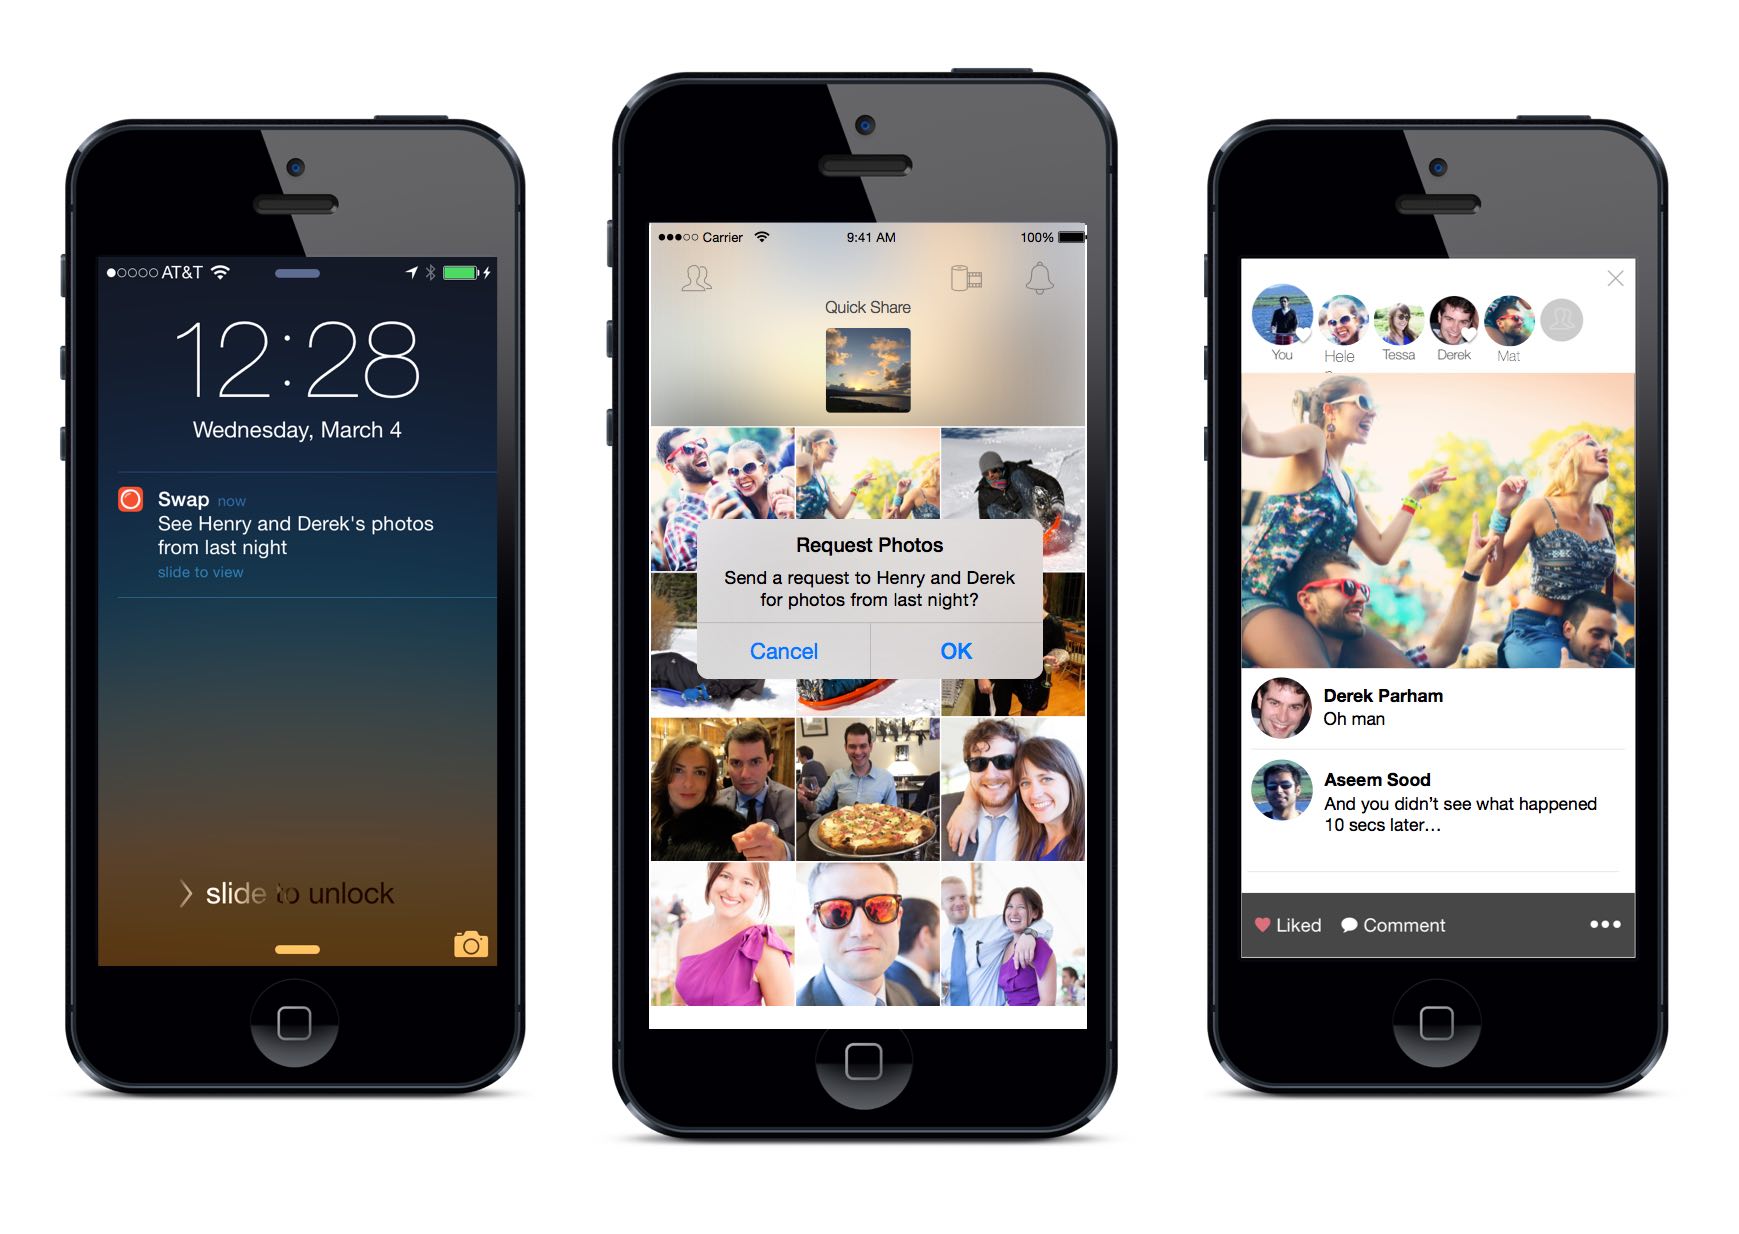 AT&T
12:28
Wednesday, March 4
Swap now
See Henry and Derek's photos
from last night
slide to view
slide to unlock
Carrier 9:41 AM 100%
Quick Share
Request Photos
Send a request to Henry and Derek
for photos from last night?
Cancel OK
You Hele Tessa Derek Mat
Derek Parham
Oh man
Aseem Sood
And you didn't see what happened
10 secs later...
Liked Comment